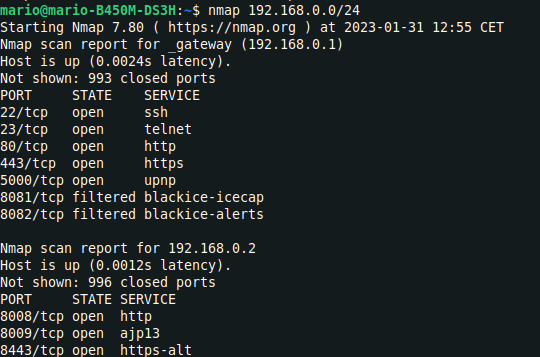 mario@mario-B450M-DS3H:~$ nmap 192.168.0.0/24
Starting Nmap 7.80 ( https://nmap.org ) at 2023-01-31 12:55 CET
Nmap scan report for _gateway (192.168.0.1)
Host is up (0.0024s latency).
Not shown: 993 closed ports
PORT     STATE    SERVICE
22/tcp   open     ssh
23/tcp   open     telnet
80/tcp   open     http
443/tcp  open     https
5000/tcp open     upnp
8081/tcp filtered blackice-icecap
8082/tcp filtered blackice-alerts

Nmap scan report for 192.168.0.2
Host is up (0.0012s latency).
Not shown: 996 closed ports
PORT     STATE SERVICE
8008/tcp open  http
8009/tcp open  ajp13
8443/tcp open  https-alt